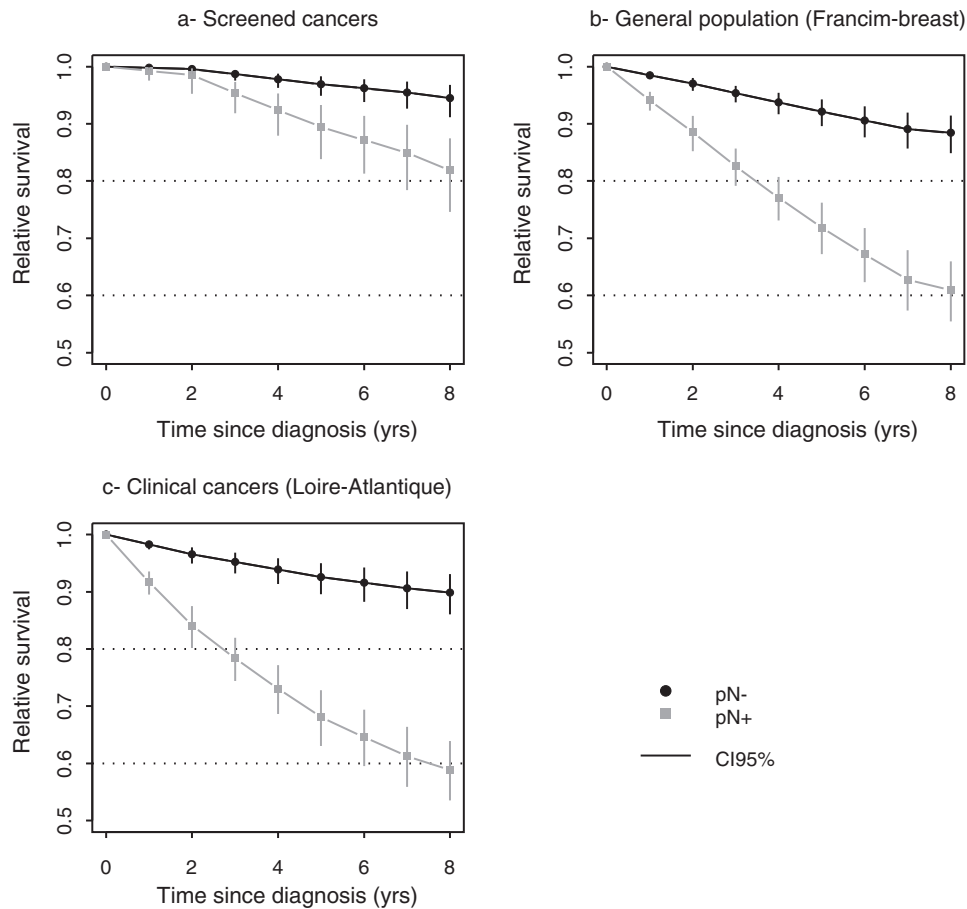 a- Screened cancers
1.0
0.9
0.8
0.7
0.6
0.5
Relative survival
0 2 4 6 8
Time since diagnosis (yrs)
b- General population (Francim-breast)
1.0
0.9
0.8
0.7
0.6
0.5
Relative survival
0 2 4 6 8
Time since diagnosis (yrs)
c- Clinical cancers (Loire-Atlantique)
1.0
0.9
0.8
0.7
0.6
0.5
Relative survival
0 2 4 6 8
Time since diagnosis (yrs)
pN-
pN+
CI95%